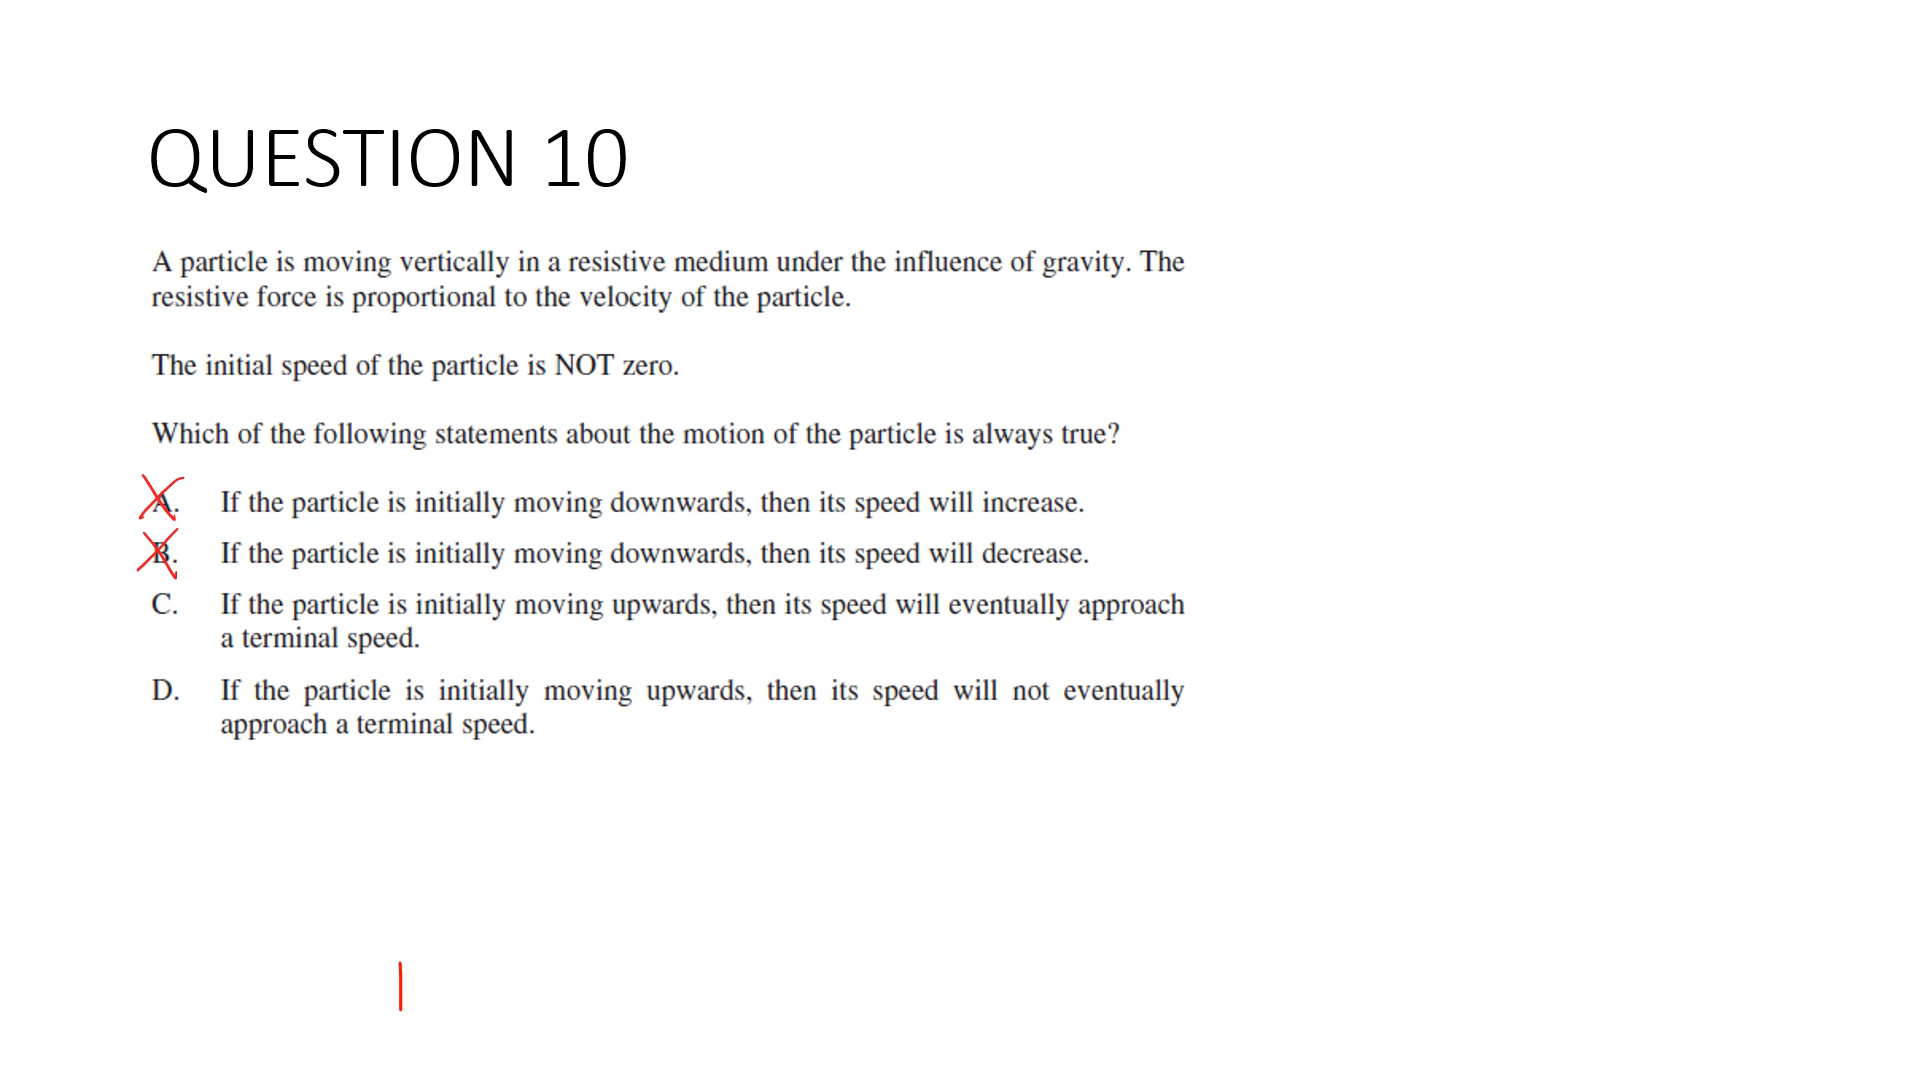 QUESTION 10
A particle is moving vertically in a resistive medium under the influence of gravity. The
resistive force is proportional to the velocity of the particle.
The initial speed of the particle is NOT zero.
Which of the following statements about the motion of the particle is always true?
A. If the particle is initially moving downwards, then its speed will increase.
B. If the particle is initially moving downwards, then its speed will decrease.
C. If the particle is initially moving upwards, then its speed will eventually approach
a terminal speed.
D. If the particle is initially moving upwards, then its speed will not eventually
approach a terminal speed.